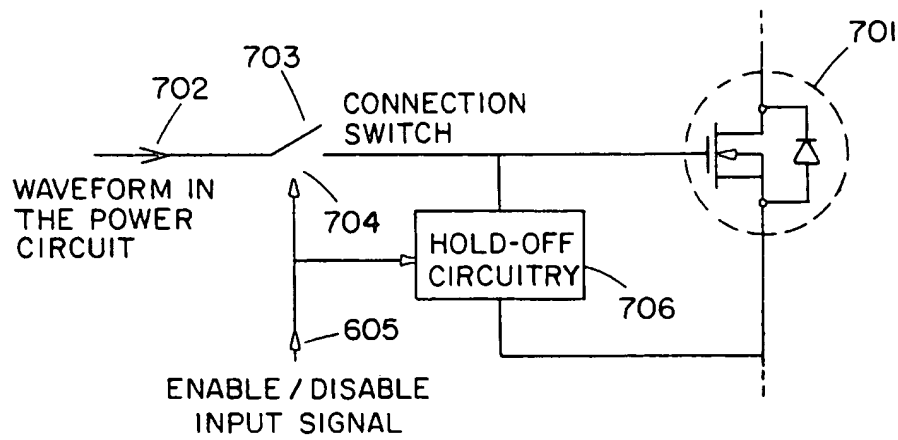 701
703
702
CONNECTION
SWITCH
WAVEFORM IN
THE POWER
CIRCUIT
704
HOLD-OFF
CIRCUITRY
706
605
ENABLE / DISABLE
INPUT SIGNAL